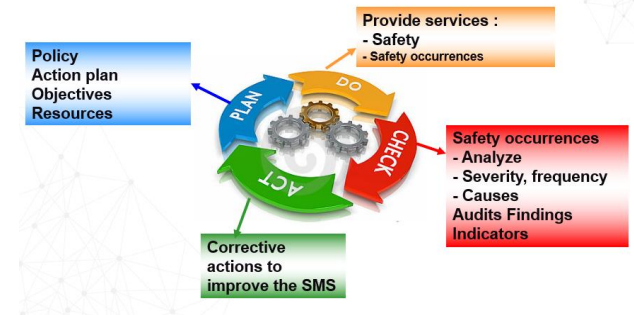 Provide services :
- Safety
- Safety occurrences
Policy
Action plan
Objectives
Resources
PLAN
DO
CHECK
ACT
Safety occurrences
- Analyze
- Severity, frequency
- Causes
Audits Findings
Indicators
Corrective
actions to
improve the SMS